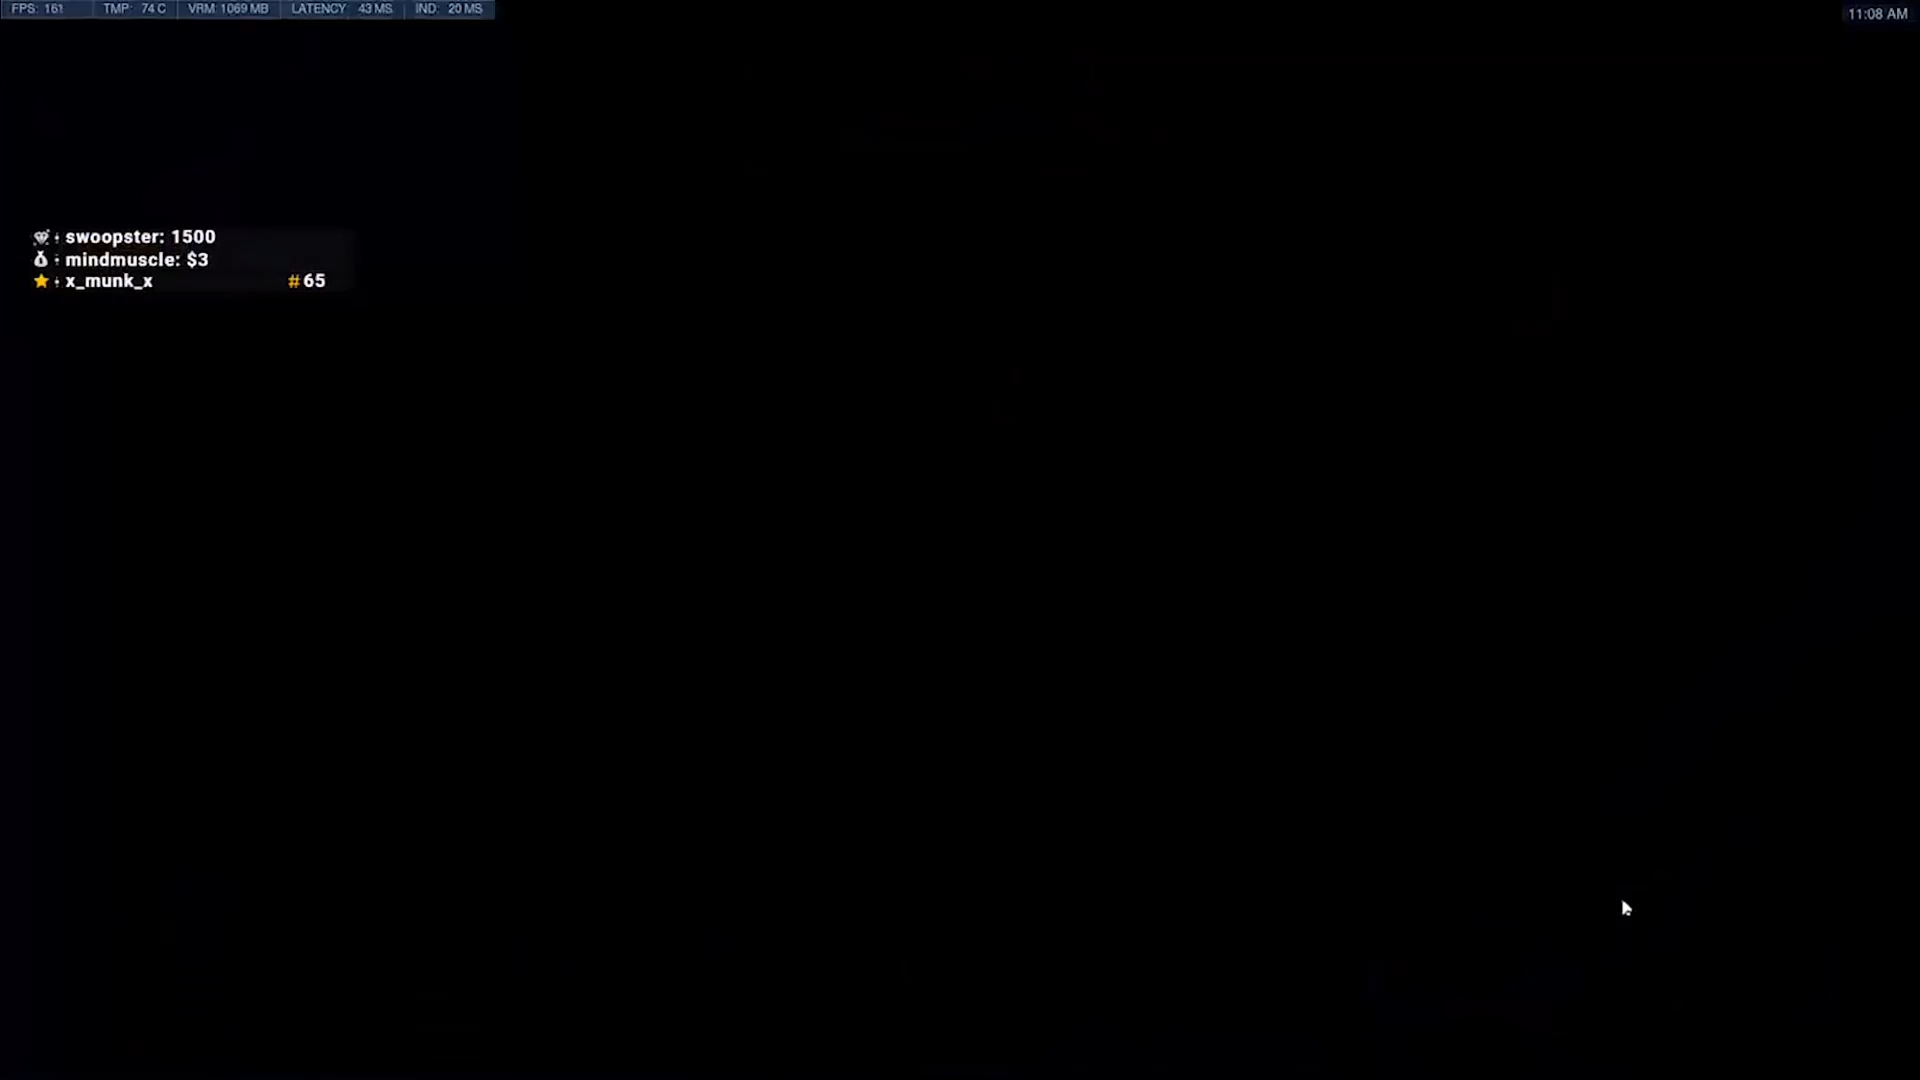 FPS: 161 TMP: 74 C VRM: 1069 MB LATENCY 43 MS IND: 20 MS
11:08 AM
swoopster: 1500
mindmuscle: $3
x_munk_x #65